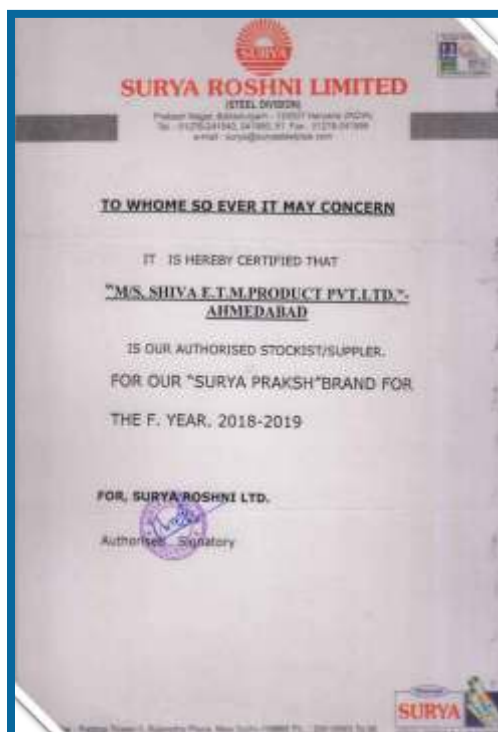 SURYA
SURYA ROSHNI LIMITED
(STEEL DIVISION)
TO WHOME SO EVER IT MAY CONCERN
IT IS HEREBY CERTIFIED THAT
"M/S. SHIVA E.T.M.PRODUCT PVT.LTD."-
AHMEDABAD
IS OUR AUTHORISED STOCKIST/SUPPLER.
FOR OUR "SURYA PRAKSH"BRAND FOR
THE F. YEAR. 2018-2019
FOR, SURYA ROSHNI LTD.
Authorised Signatory
SURYA